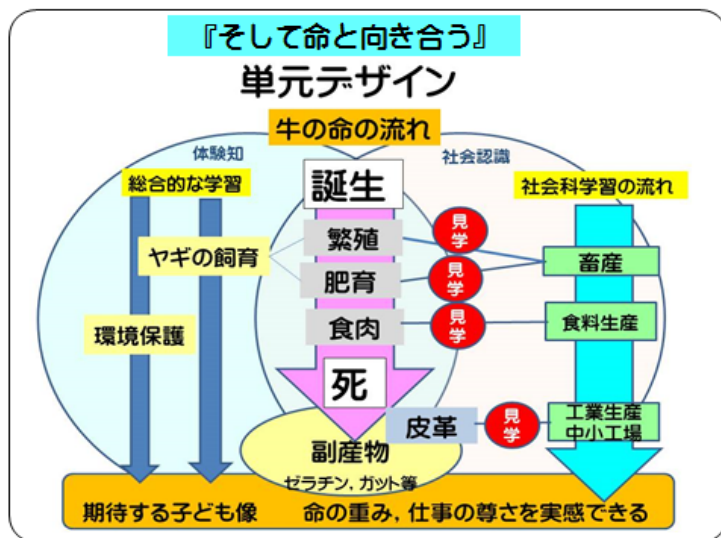 『そして命と向き合う』
単元デザイン
牛の命の流れ
体験知
社会認識
総合的な学習
誕生
社会科学習の流れ
繁殖
見学
ヤギの飼育
肥育
見学
畜産
環境保護
食肉
見学
食料生産
死
皮革
見学
工業生産
中小工場
副産物
ゼラチン,ガット等
期待する子ども像 命の重み,仕事の尊さを実感できる